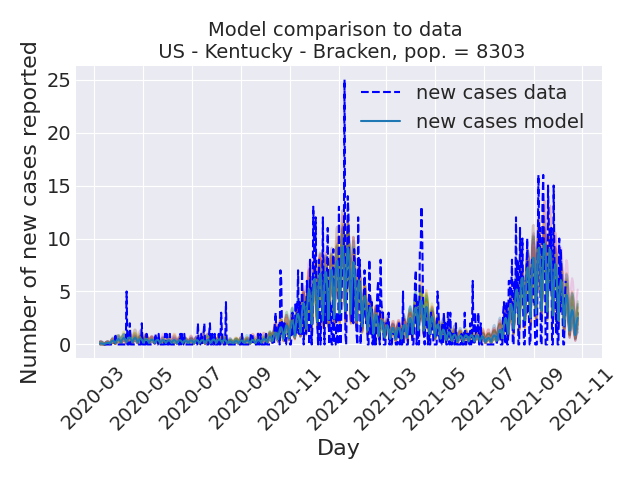 Model comparison to data
US - Kentucky - Bracken, pop. = 8303
Number of new cases reported
25
20
15
10
5
0
new cases data
new cases model
2020-03
2020-05
2020-07
2020-09
2020-11
2021-01
2021-03
2021-05
2021-07
2021-09
2021-11
Day